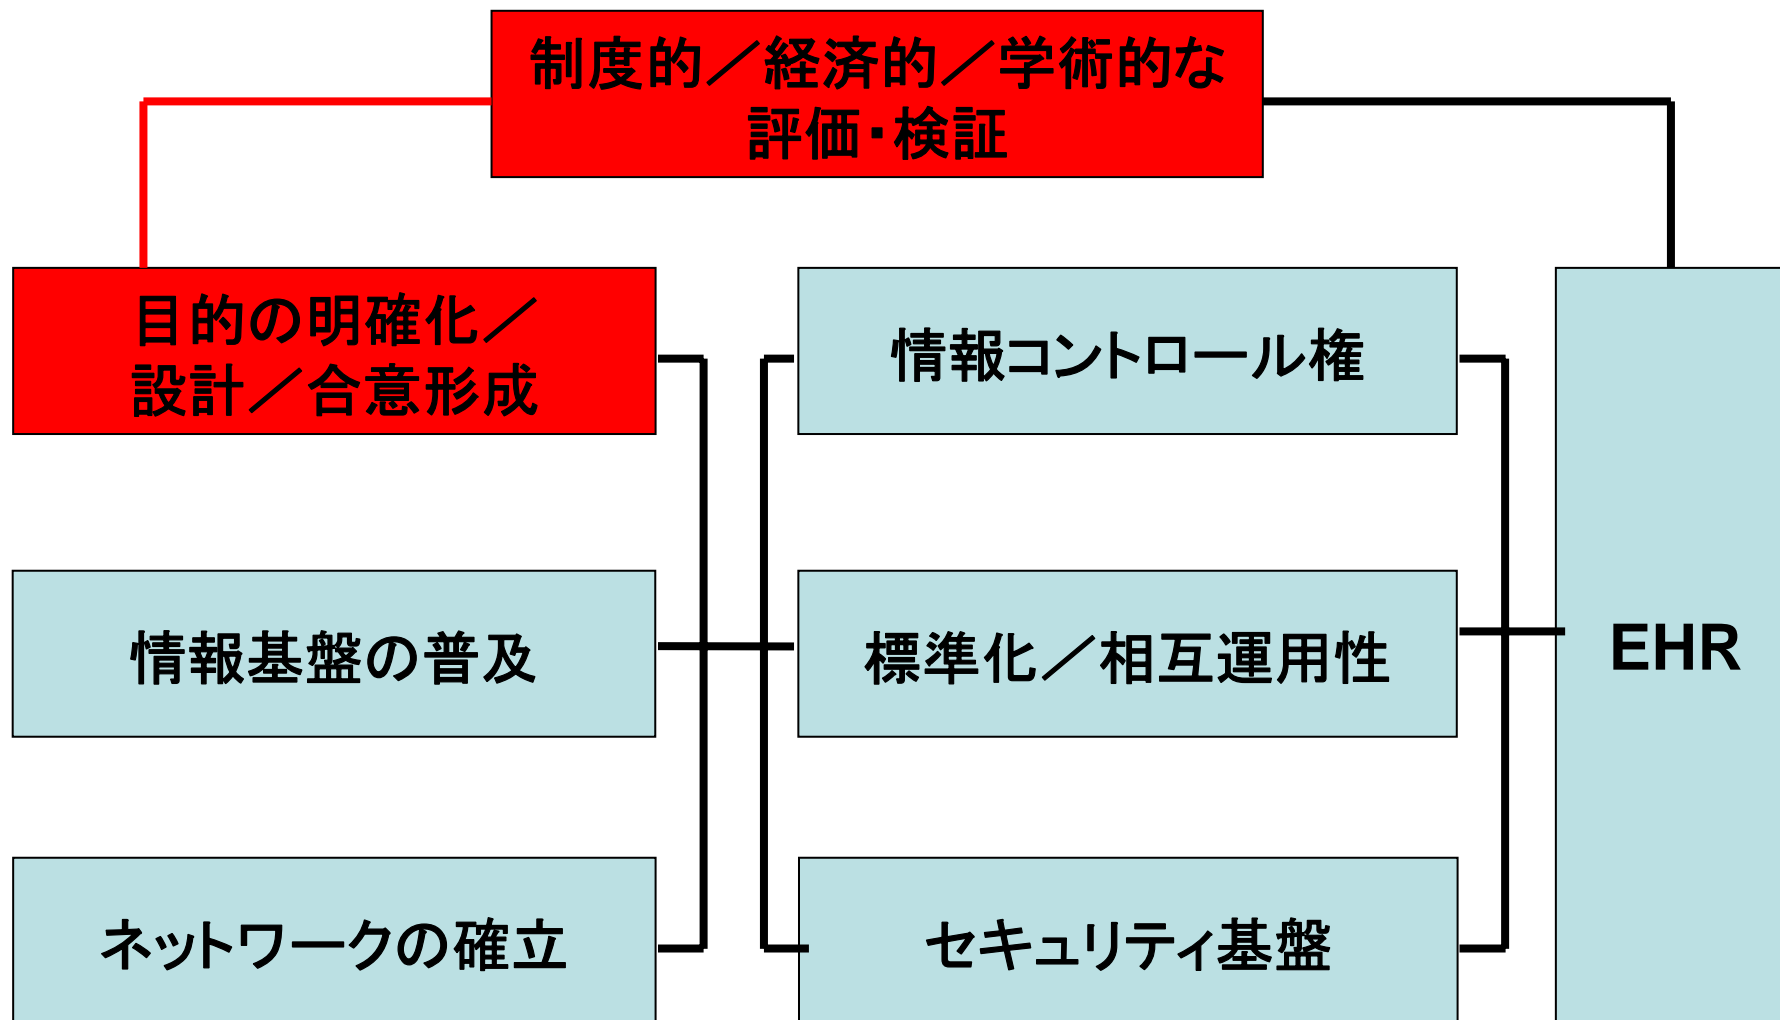 制度的／経済的／学術的な
評価・検証
目的の明確化／
設計／合意形成
情報コントロール権
情報基盤の普及
標準化／相互運用性
EHR
ネットワークの確立
セキュリティ基盤